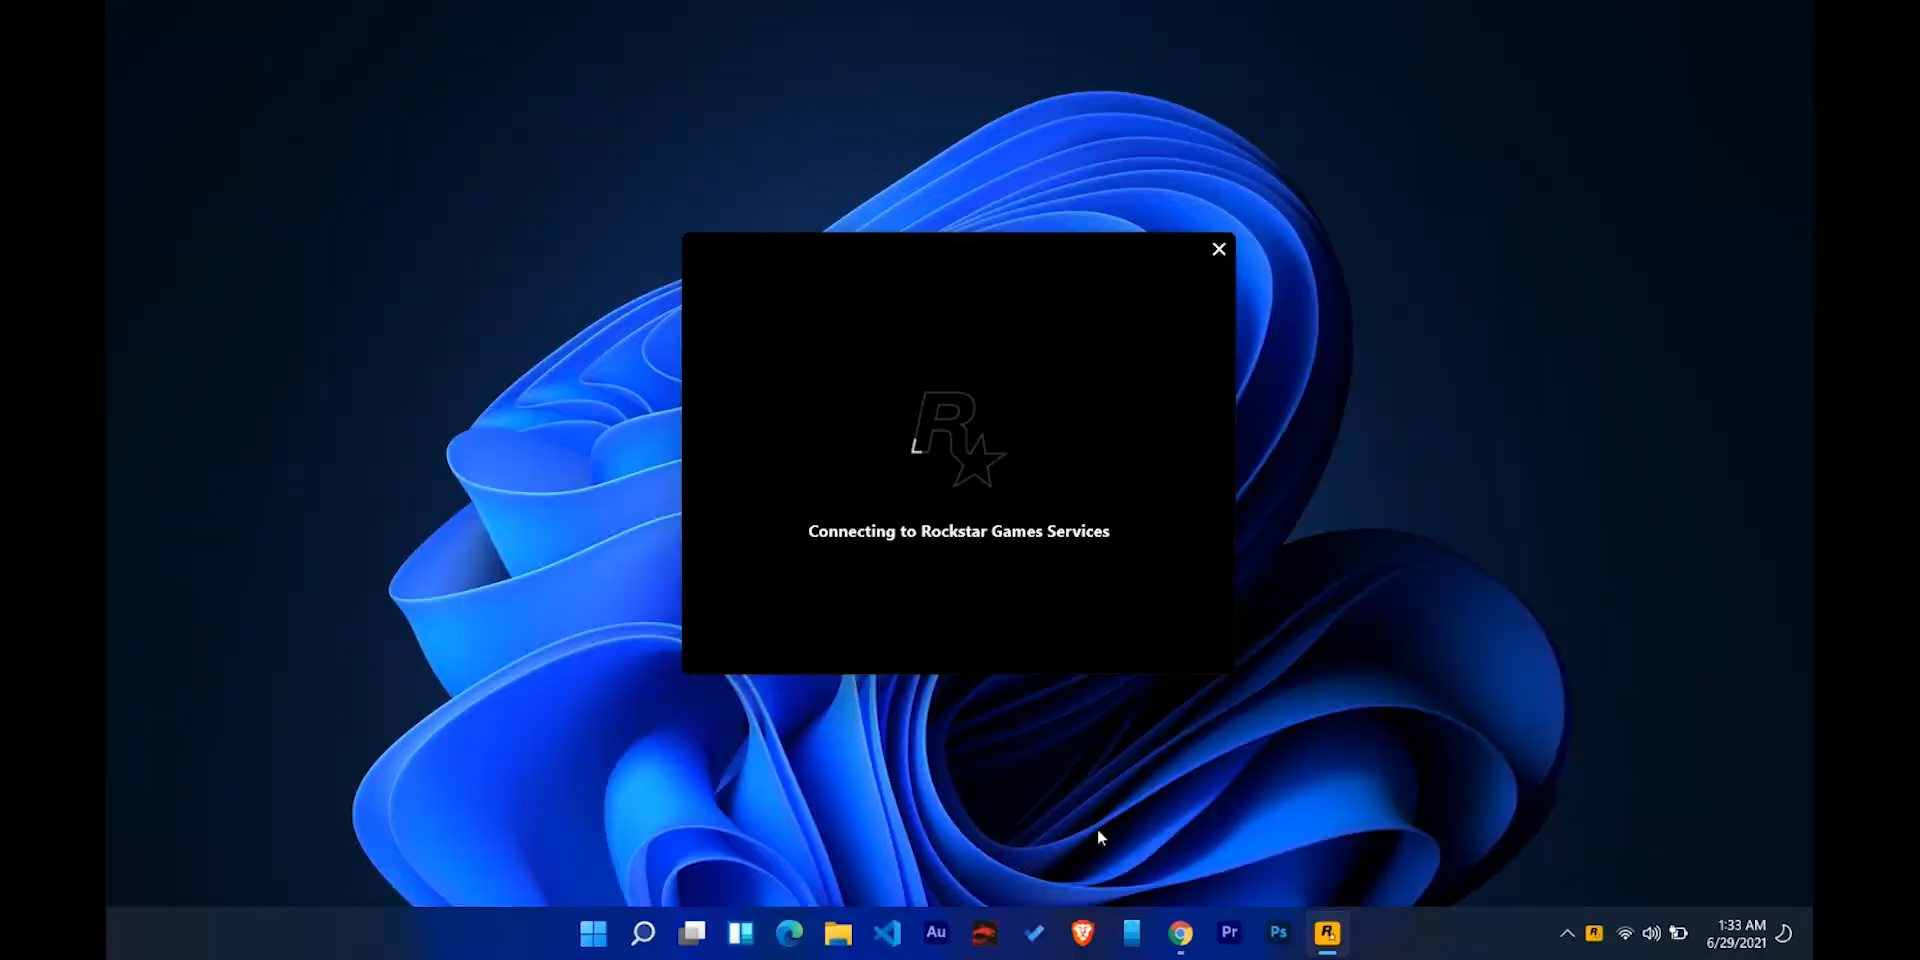 Connecting to Rockstar Games Services
Au
Pr
Ps
1:33 AM
6/29/2021